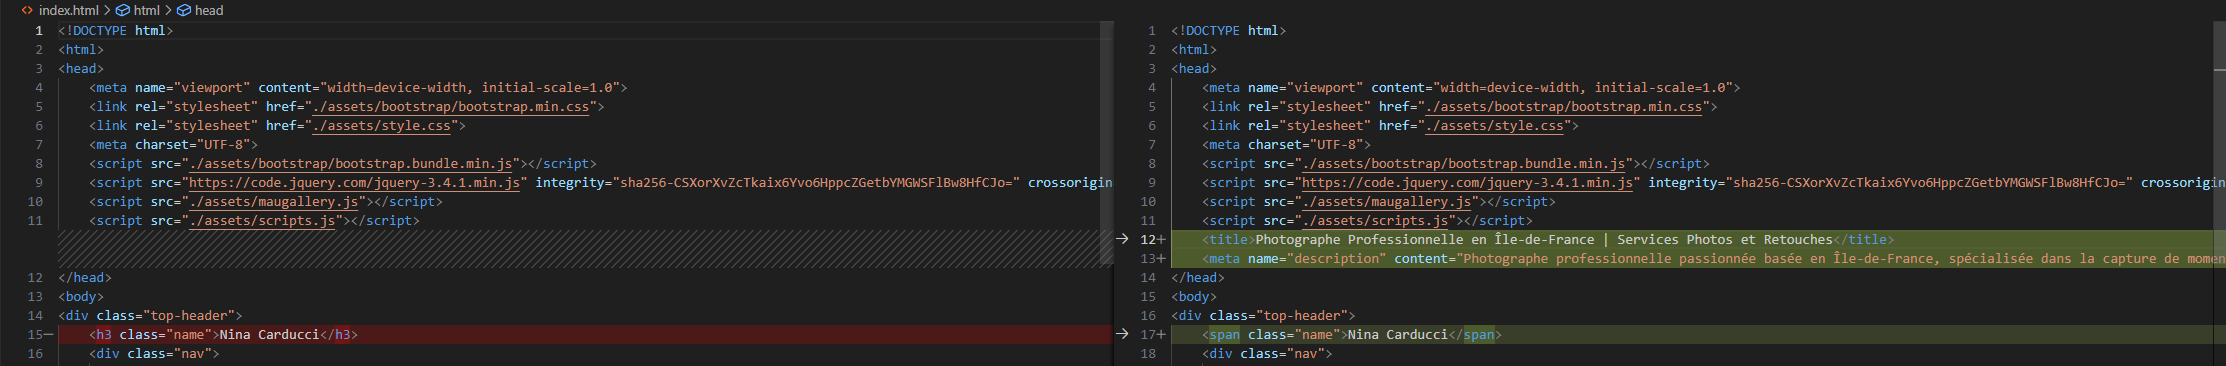 index.html > html > head
1 <!DOCTYPE html>
2 <html>
3 <head>
4 <meta name="viewport" content="width=device-width, initial-scale=1.0">
5 <link rel="stylesheet" href="./assets/bootstrap/bootstrap.min.css">
6 <link rel="stylesheet" href="./assets/style.css">
7 <meta charset="UTF-8">
8 <script src="./assets/bootstrap/bootstrap.bundle.min.js"></script>
9 <script src="https://code.jquery.com/jquery-3.4.1.min.js" integrity="sha256-CSXorXvZcTkaix6Yvo6HppcZGetbYMGWSFlBw8HfCJo=" crossorigin
10 <script src="./assets/maugallery.js"></script>
11 <script src="./assets/scripts.js"></script>
12 </head>
13 <body>
14 <div class="top-header">
15− <h3 class="name">Nina Carducci</h3>
16 <div class="nav">
1 <!DOCTYPE html>
2 <html>
3 <head>
4 <meta name="viewport" content="width=device-width, initial-scale=1.0">
5 <link rel="stylesheet" href="./assets/bootstrap/bootstrap.min.css">
6 <link rel="stylesheet" href="./assets/style.css">
7 <meta charset="UTF-8">
8 <script src="./assets/bootstrap/bootstrap.bundle.min.js"></script>
9 <script src="https://code.jquery.com/jquery-3.4.1.min.js" integrity="sha256-CSXorXvZcTkaix6Yvo6HppcZGetbYMGWSFlBw8HfCJo=" crossorigin
10 <script src="./assets/maugallery.js"></script>
11 <script src="./assets/scripts.js"></script>
12+ <title>Photographe Professionnelle en Île-de-France | Services Photos et Retouches</title>
13+ <meta name="description" content="Photographe professionnelle passionnée basée en Île-de-France, spécialisée dans la capture de momen
14 </head>
15 <body>
16 <div class="top-header">
17+ <span class="name">Nina Carducci</span>
18 <div class="nav">